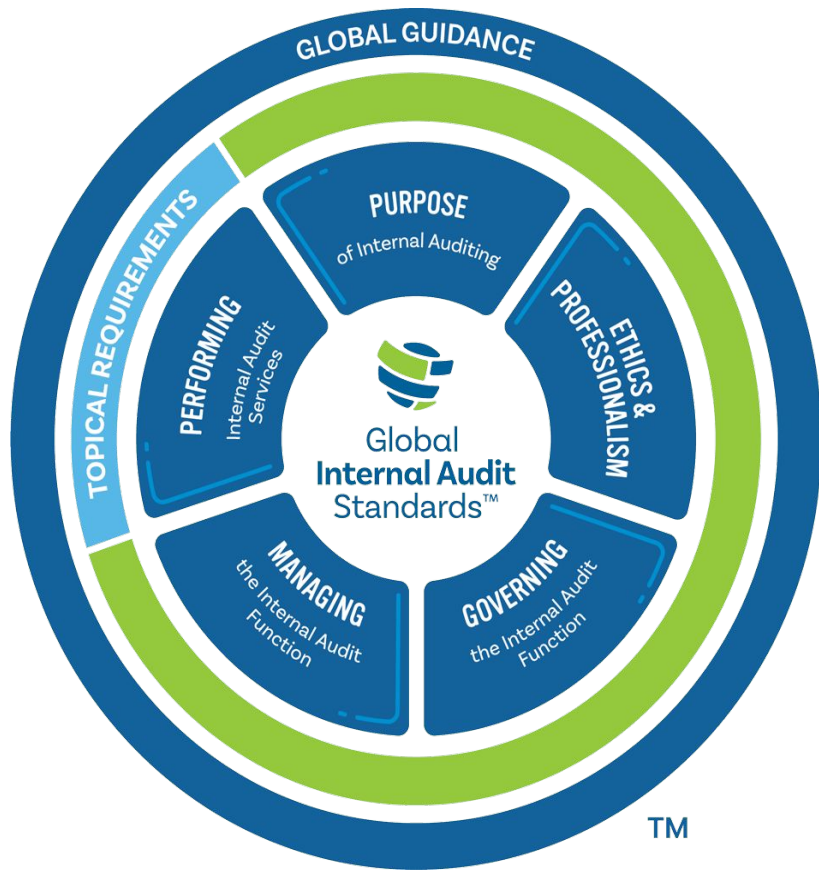 GLOBAL GUIDANCE
TOPICAL REQUIREMENTS
PURPOSE
of Internal Auditing
ETHICS &
PROFESSIONALISM
GOVERNING
the Internal Audit
Function
MANAGING
the Internal Audit
Function
PERFORMING
Internal Audit
Services
Global
Internal Audit
Standards™
TM